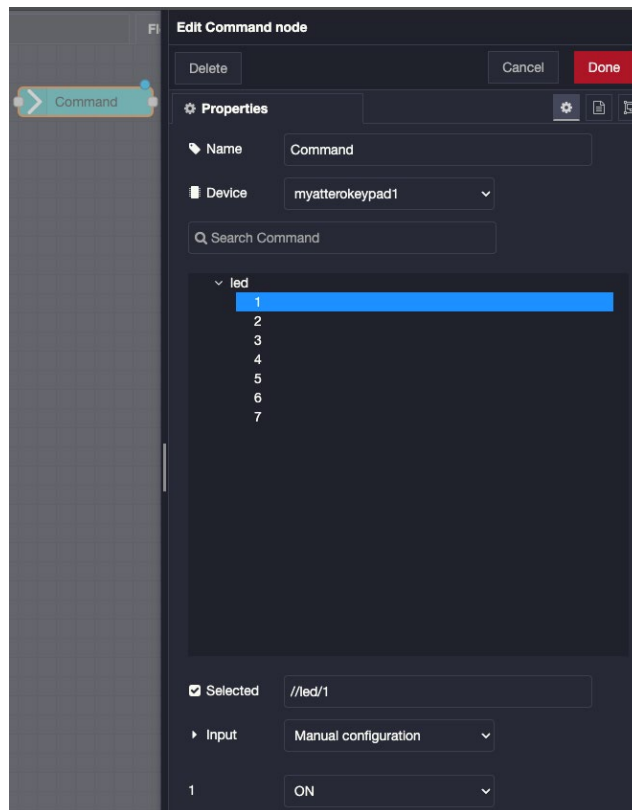 Fl
Edit Command node
Delete
Cancel
Done
Command
Properties
Name
Command
Device
myatterokeypad1
Search Command
led
1
2
3
4
5
6
7
Selected
//led/1
Input
Manual configuration
1
ON